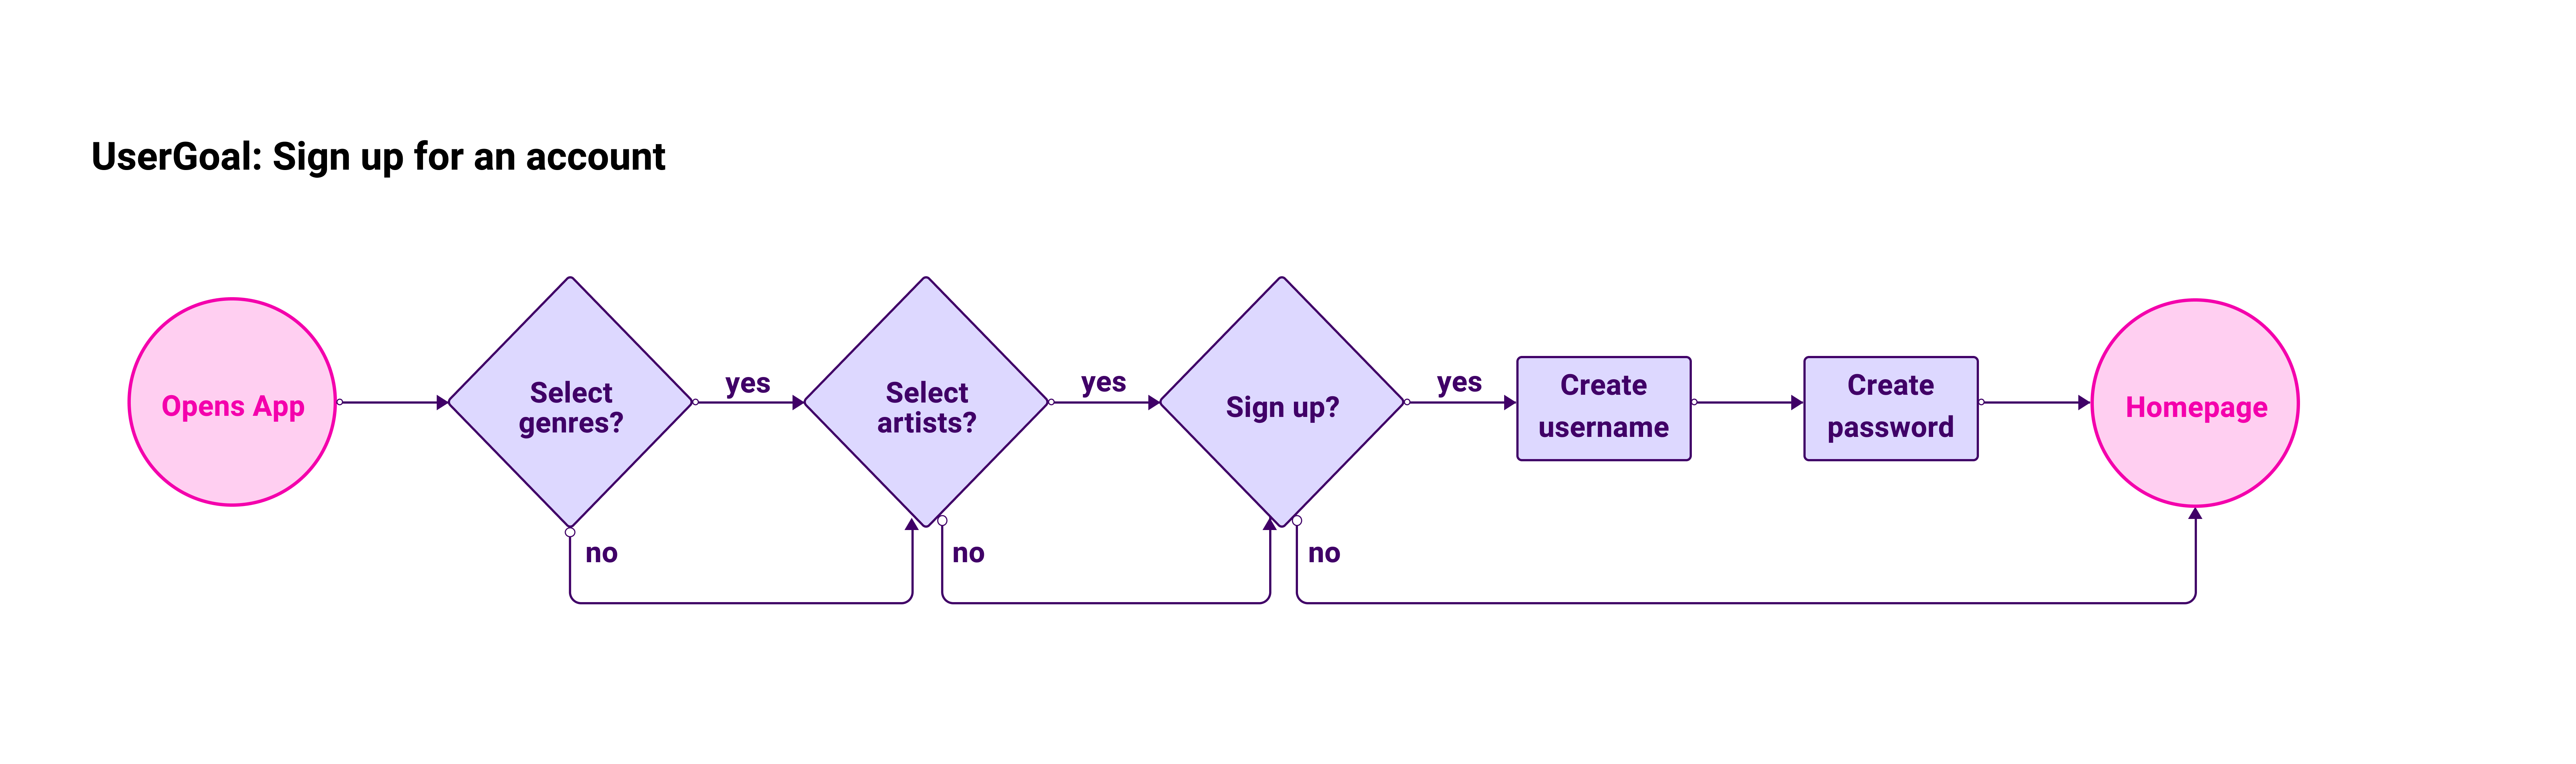 UserGoal: Sign up for an account
Opens App
Select
genres?
yes
no
Select
artists?
yes
no
Sign up?
yes
no
Create
username
Create
password
Homepage